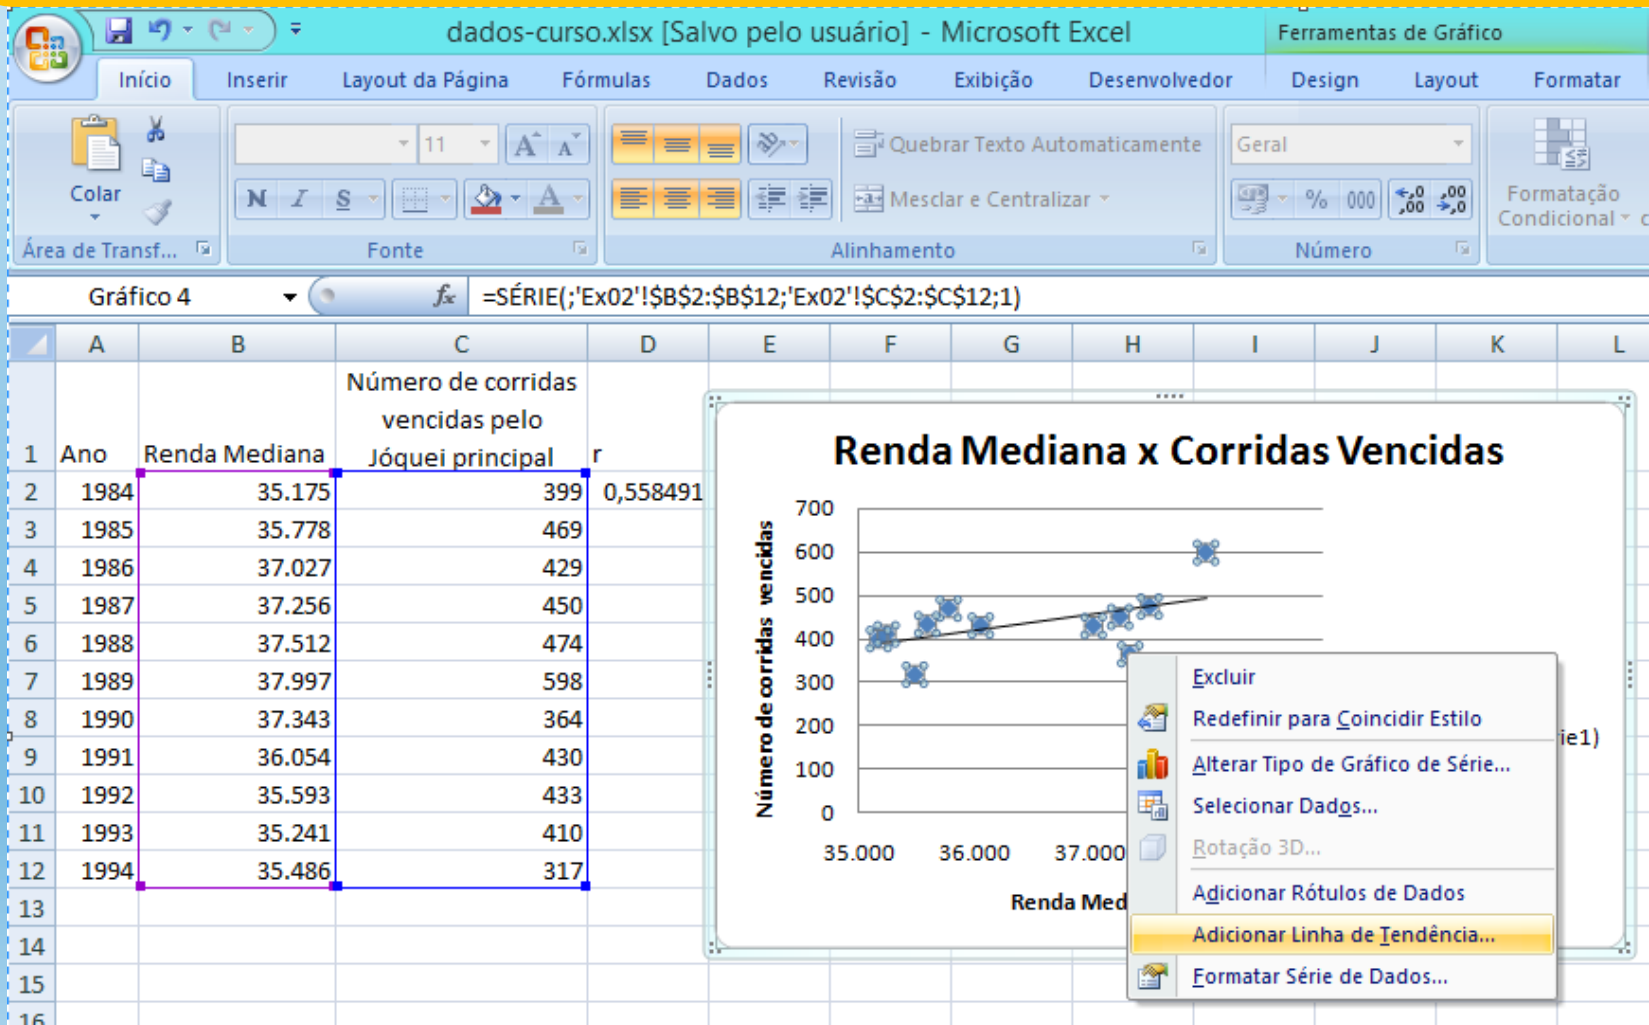 dados-curso.xlsx [Salvo pelo usuário] - Microsoft Excel
Ferramentas de Gráfico
Início Inserir Layout da Página Fórmulas Dados Revisão Exibição Desenvolvedor Design Layout Formatar
11 A A Quebrar Texto Automaticamente Geral
Colar
N I S A Mesclar e Centralizar % 000 ,0 ,00 ,00 ,0
Formatação
Condicional
Área de Transf... Fonte Alinhamento Número
Gráfico 4 fx =SÉRIE(;'Ex02'!$B$2:$B$12;'Ex02'!$C$2:$C$12;1)
A B C D E F G H I J K L
1 Ano Renda Mediana Número de corridas
vencidas pelo
Jóquei principal r
2 1984 35.175 399 0,558491
3 1985 35.778 469
4 1986 37.027 429
5 1987 37.256 450
6 1988 37.512 474
7 1989 37.997 598
8 1990 37.343 364
9 1991 36.054 430
10 1992 35.593 433
11 1993 35.241 410
12 1994 35.486 317
13
14
15
16
Renda Mediana x Corridas Vencidas
Número de corridas vencidas
700
600
500
400
300
200
100
0
35.000 36.000 37.000
Renda Med
ie1)
Excluir
Redefinir para Coincidir Estilo
Alterar Tipo de Gráfico de Série...
Selecionar Dados...
Rotação 3D...
Adicionar Rótulos de Dados
Adicionar Linha de Tendência...
Formatar Série de Dados...